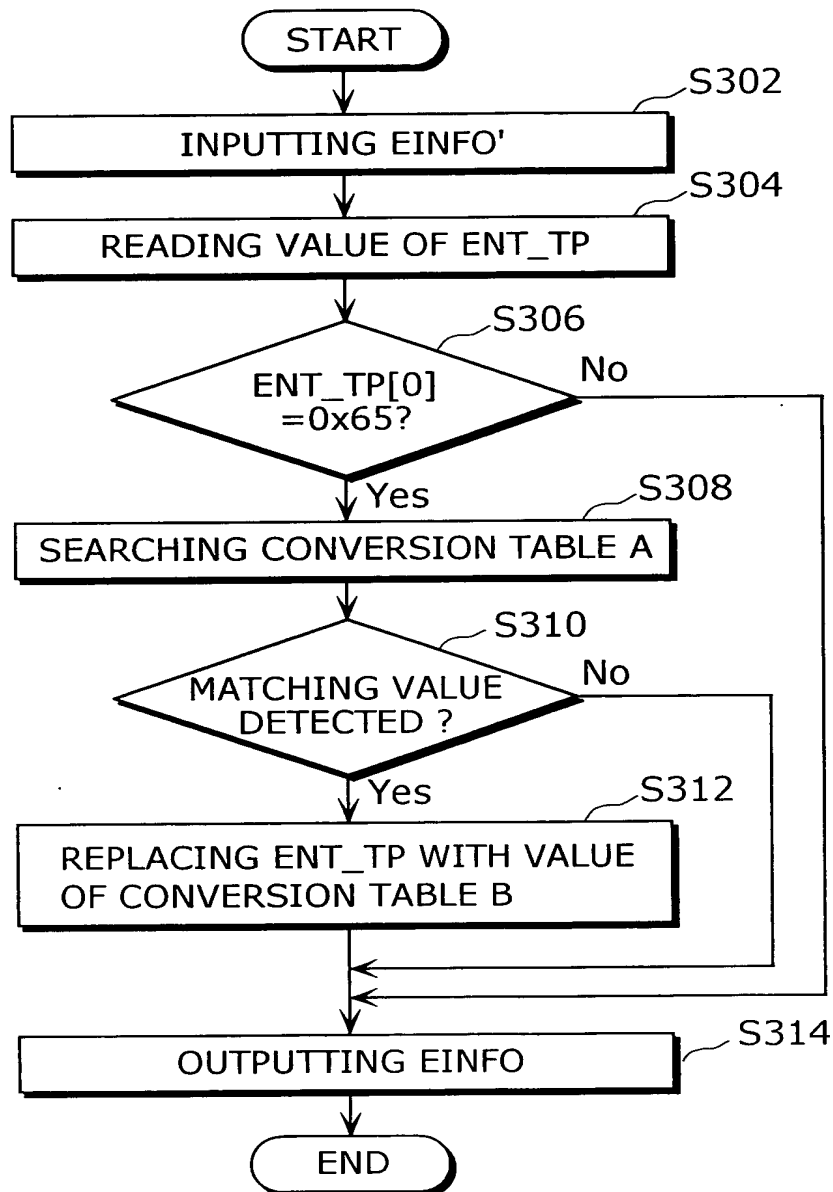 START
S302
INPUTTING EINFO'
S304
READING VALUE OF ENT_TP
S306
ENT_TP[0]
=0x65?
No
Yes
S308
SEARCHING CONVERSION TABLE A
S310
MATCHING VALUE
DETECTED ?
No
Yes
S312
REPLACING ENT_TP WITH VALUE
OF CONVERSION TABLE B
S314
OUTPUTTING EINFO
END